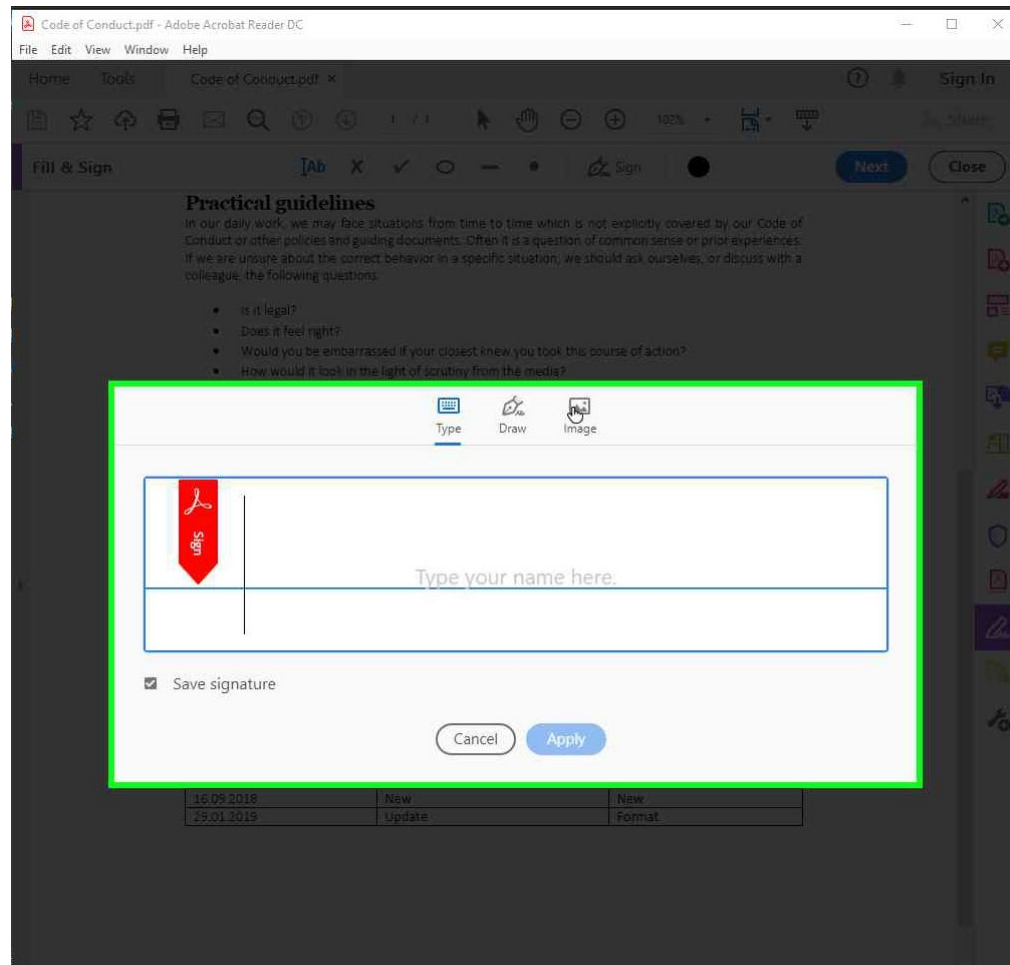 Code of Conduct.pdf - Adobe Acrobat Reader DC
File Edit View Window Help
Home Tools Code of Conduct.pdf × Sign In
1 / 1 102% Share
Fill & Sign IAb Sign Next Close
Practical guidelines
In our daily work, we may face situations from time to time which is not explicitly covered by our Code of
Conduct or other policies and guiding documents. Often it is a question of common sense or prior experiences.
If we are unsure about the correct behavior in a specific situation, we should ask ourselves, or discuss with a
colleague, the following questions:
• Is it legal?
• Does it feel right?
• Would you be embarrassed if your closest knew you took this course of action?
• How would it look in the light of scrutiny from the media?
Type Draw Image
Sign
Type your name here.
Save signature
Cancel Apply
16.09.2018 New New
29.01.2019 Update Format